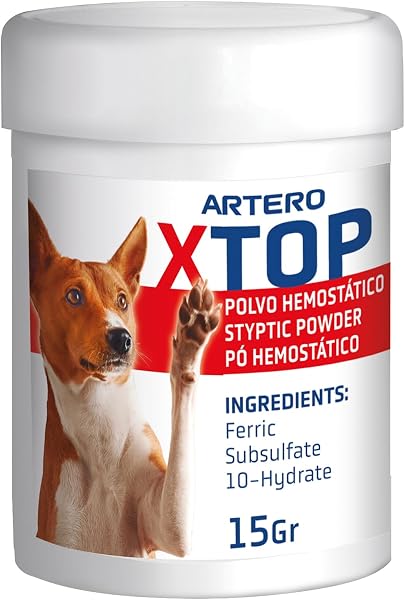 ARTERO
XTOP
POLVO HEMOSTÁTICO
STYPTIC POWDER
PÓ HEMOSTÁTICO
INGREDIENTS:
Ferric
Subsulfate
10-Hydrate
15Gr